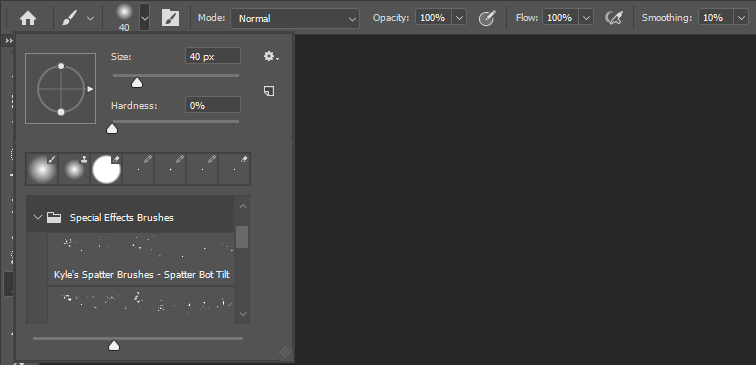 40
Mode: Normal
Opacity: 100%
Flow: 100%
Smoothing: 10%
Size: 40 px
Hardness: 0%
Special Effects Brushes
Kyle's Spatter Brushes - Spatter Bot Tilt